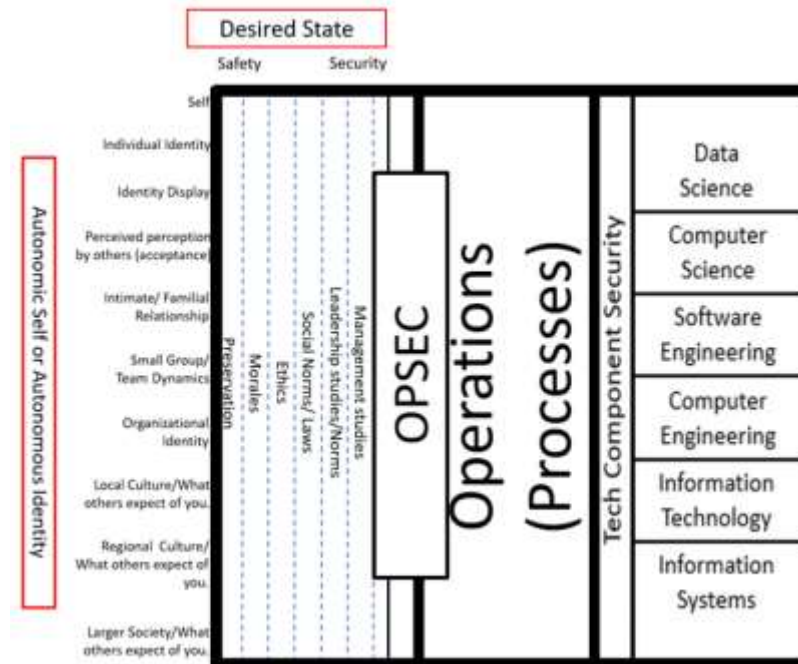 Desired State
Safety
Security
Self
Individual Identity
Identity Display
Perceived perception
by others (acceptance)
Intimate/ Familial
Relationship
Small Group/
Team Dynamics
Organizational
Identity
Local Culture/What
others expect of you.
Regional Culture/
What others expect of
you.
Larger Society/What
others expect of you.
Autonomic Self or Autonomous Identity
Preservation
Morales
Ethics
Social Norms/ Laws
Leadership studies/Norms
Management studies
OPSEC
Operations
(Processes)
Tech Component Security
Data
Science
Computer
Science
Software
Engineering
Computer
Engineering
Information
Technology
Information
Systems